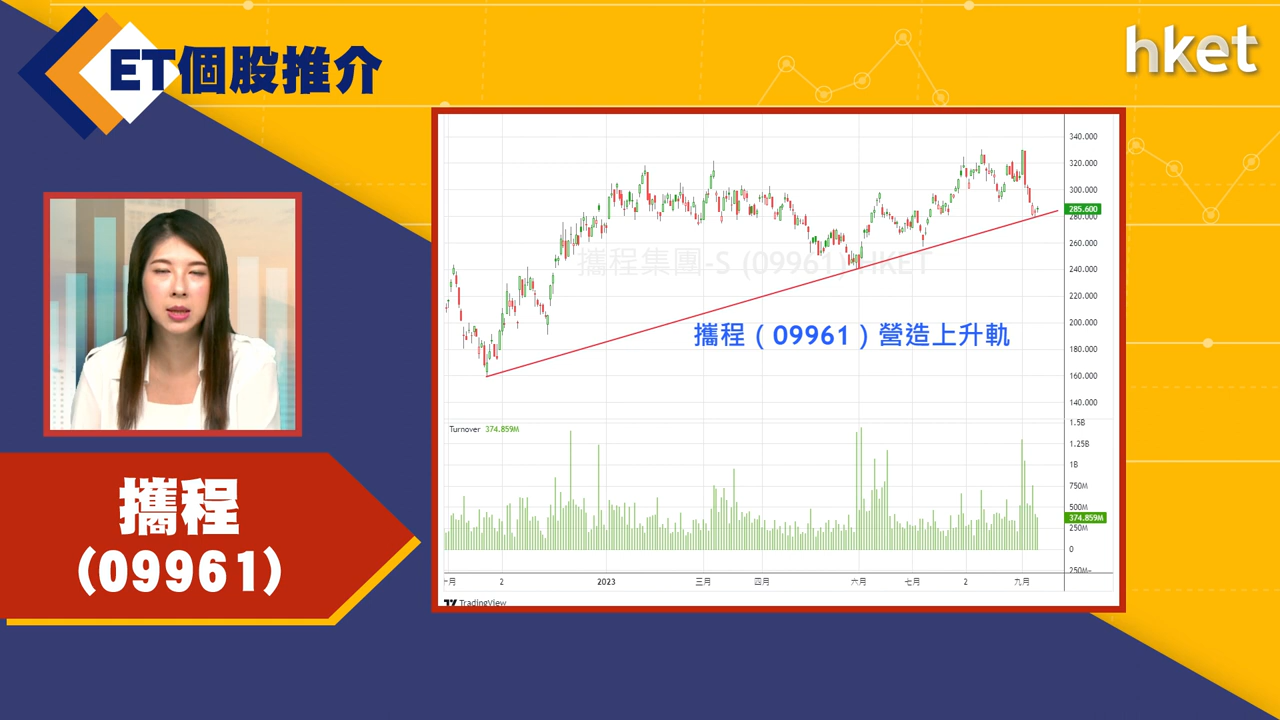 ET個股推介
hket
攜程
(09961)
攜程集團-S (09961) HKET
攜程（09961）營造上升軌
340.000
320.000
300.000
285.600
280.000
260.000
240.000
220.000
200.000
180.000
160.000
140.000
Turnover 374.859M
1.5B
1.25B
1B
750M
500M
374.859M
250M
0
250M-
十月 2 2023 三月 四月 六月 七月 2 九月
TradingView